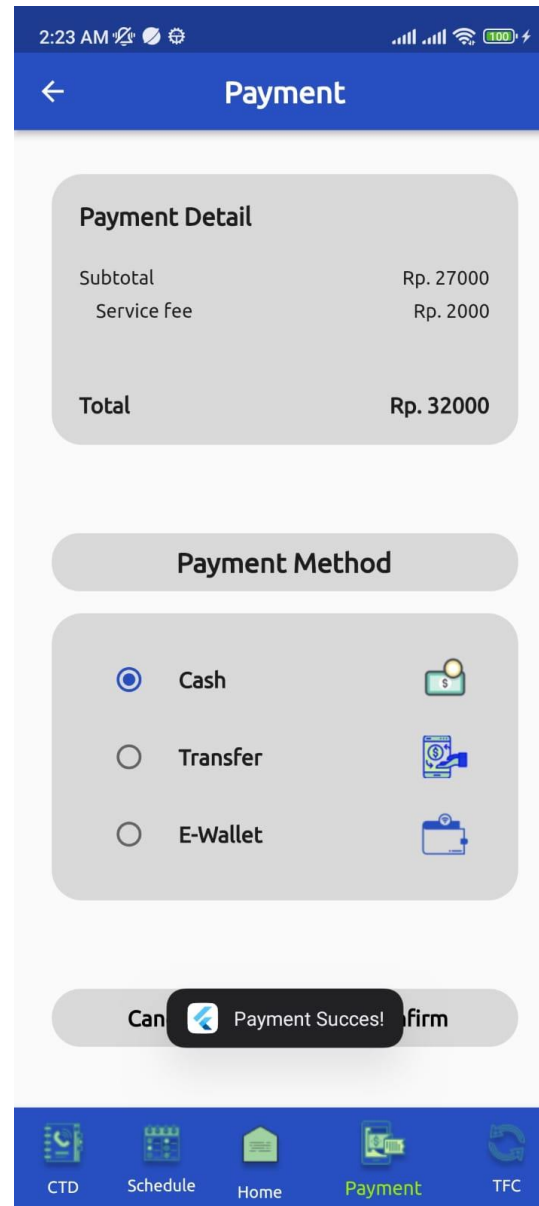 2:23 AM
100
Payment
Payment Detail
Subtotal Rp. 27000
Service fee Rp. 2000
Total Rp. 32000
Payment Method
Cash
Transfer
E-Wallet
Can Payment Succes! firm
CTD Schedule Home Payment TFC